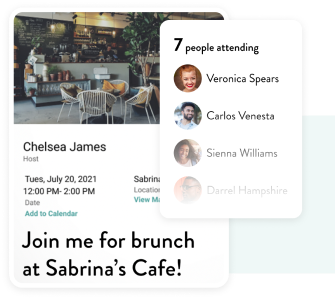 7 people attending
Veronica Spears
Carlos Venesta
Sienna Williams
Darrel Hampshire
Chelsea James
Host
Tues, July 20, 2021
12:00 PM- 2:00 PM
Date
Add to Calendar
Sabrina
Location
View Ma
Join me for brunch
at Sabrina's Cafe!